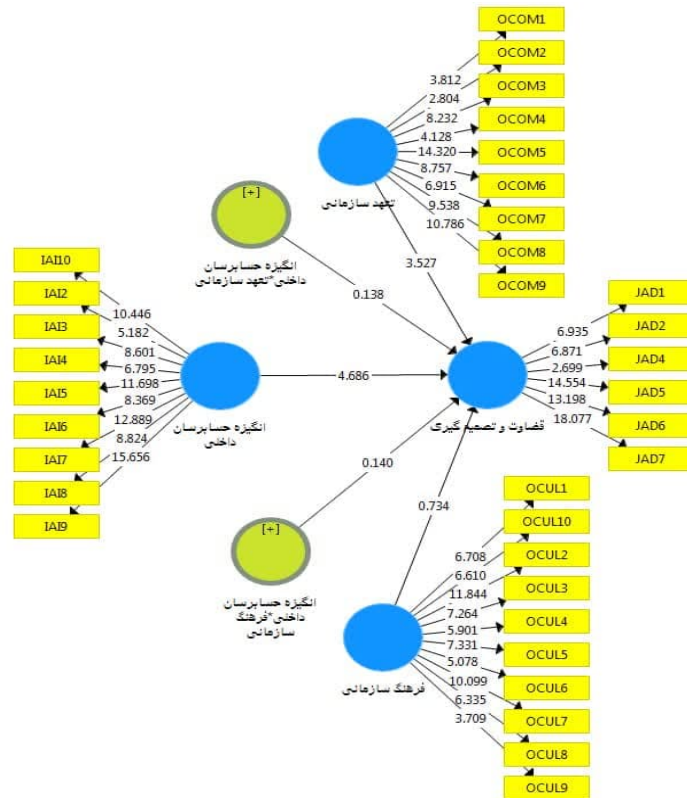 OCOM1
OCOM2
OCOM3
OCOM4
OCOM5
OCOM6
OCOM7
OCOM8
OCOM9
3.812
2.804
8.232
4.128
14.320
8.757
6.915
9.538
10.786
تعهد سازمانی
3.527
[+]
انگیزه حسابرسان
داخلی*تعهد سازمانی
0.138
IAI10
IAI2
IAI3
IAI4
IAI5
IAI6
IAI7
IAI8
IAI9
10.446
5.182
8.601
6.795
11.698
8.369
12.889
8.824
15.656
انگیزه حسابرسان
داخلی
4.686
قضاوت و تصمیم گیری
6.935
6.871
2.699
14.554
13.198
18.077
JAD1
JAD2
JAD4
JAD5
JAD6
JAD7
0.140
[+]
انگیزه حسابرسان
داخلی*فرهنگ
سازمانی
0.734
فرهنگ سازمانی
6.708
6.610
11.844
7.264
5.901
7.331
5.078
10.099
6.335
3.709
OCUL1
OCUL10
OCUL2
OCUL3
OCUL4
OCUL5
OCUL6
OCUL7
OCUL8
OCUL9